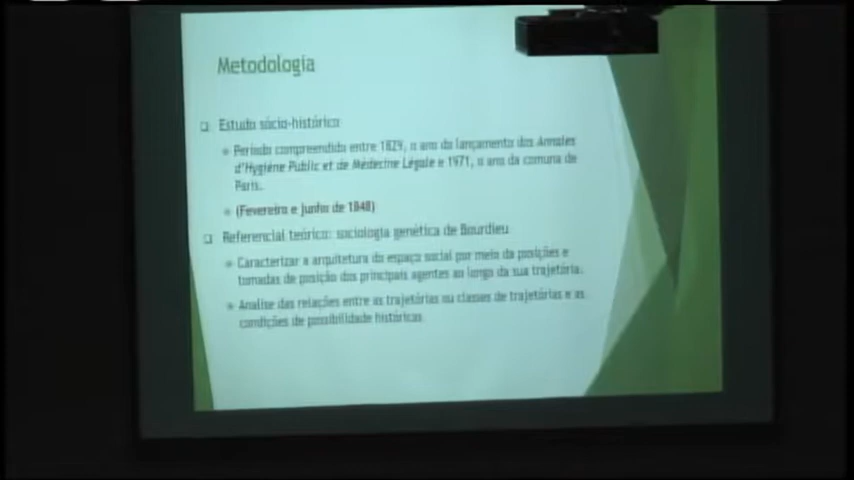 Metodologia
Estudo sócio-histórico
Período compreendido entre 1829, o ano do lançamento dos Annales
d'Hygiène Public et de Médecine Légale e 1971, o ano da comuna de
Paris.
(Fevereiro e junho de 1848)
Referencial teórico: sociologia genética de Bourdieu
Caracterizar a arquitetura do espaço social por meio da posições e
tomadas de posição dos principais agentes ao longo da sua trajetória.
Analise das relações entre as trajetórias ou classes de trajetórias e as
condições de possibilidade históricas.